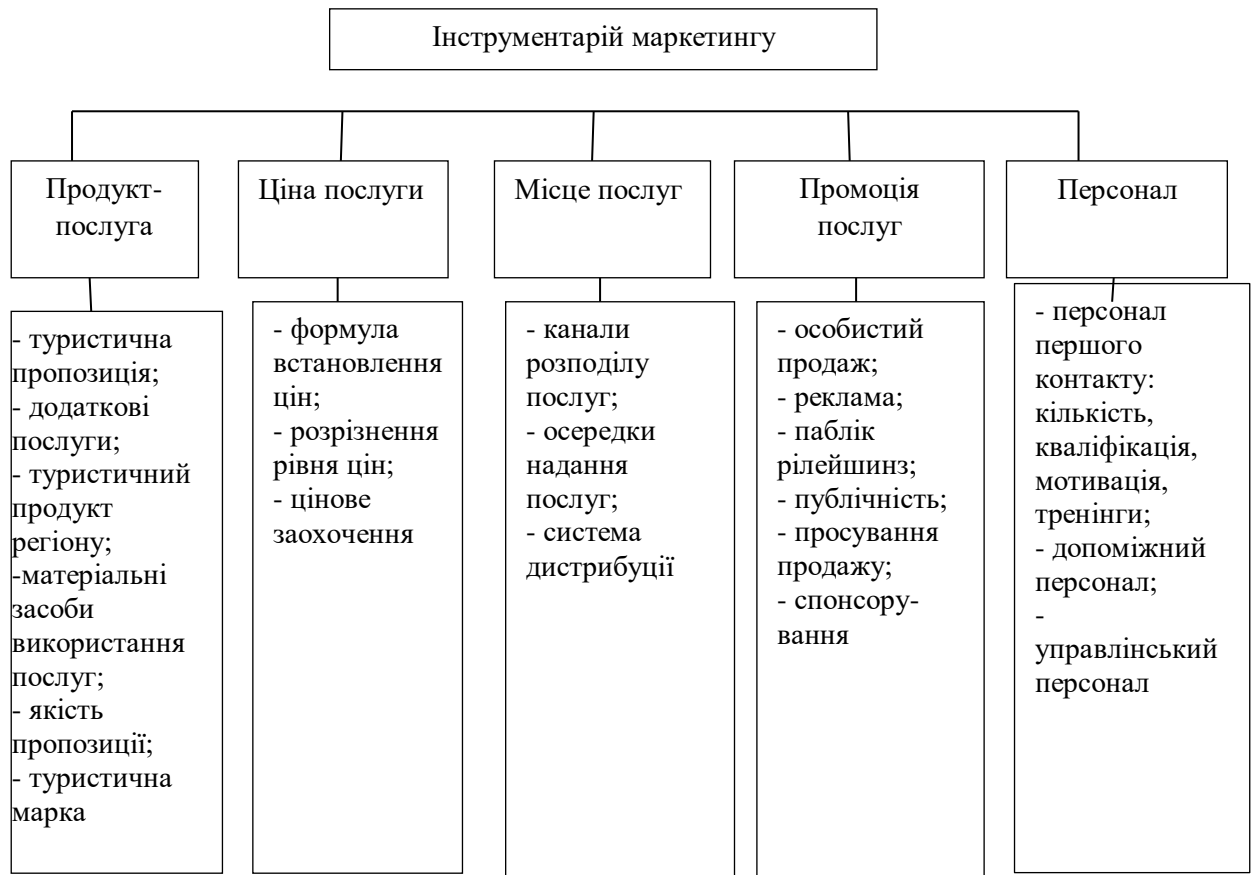 Інструментарій маркетингу
Продукт-
послуга
Ціна послуги
Місце послуг
Промоція
послуг
Персонал
- туристична
пропозиція;
- додаткові
послуги;
- туристичний
продукт
регіону;
-матеріальні
засоби
використання
послуг;
- якість
пропозиції;
- туристична
марка
- формула
встановлення
цін;
- розрізнення
рівня цін;
- цінове
заохочення
- канали
розподілу
послуг;
- осередки
надання
послуг;
- система
дистрибуції
- особистий
продаж;
- реклама;
- паблік
рілейшинз;
- публічність;
- просування
продажу;
- спонсору-
вання
- персонал
першого
контакту:
кількість,
кваліфікація,
мотивація,
тренінги;
- допоміжний
персонал;
-
управлінський
персонал